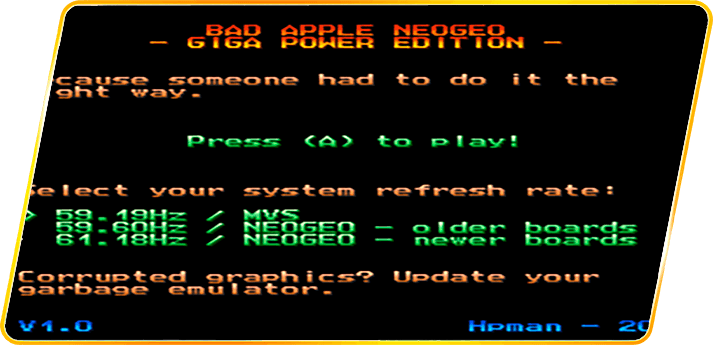 BAD APPLE NEOGEO
- GIGA POWER EDITION -
cause someone had to do it the
ght way.
Press (A) to play!
Select your system refresh rate:
> 59.19Hz / MVS
59.60Hz / NEOGEO - older boards
61.18Hz / NEOGEO - newer boards
Corrupted graphics? Update your
garbage emulator.
V1.0
Hpman - 20